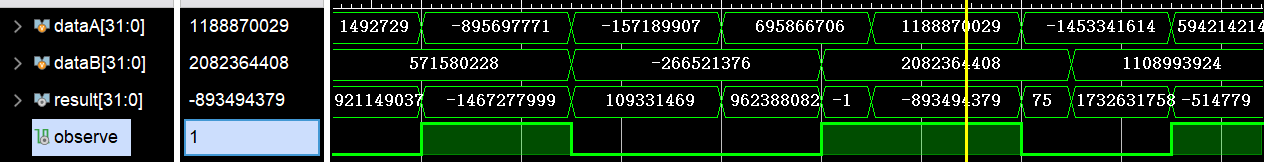 dataA[31:0] 1188870029 1492729 -895697771 -157189907 695866706 1188870029 -1453341614 594214214
dataB[31:0] 2082364408 571580228 -266521376 2082364408 1108993924
result[31:0] -893494379 921149037 -1467277999 109331469 962388082 -1 -893494379 75 1732631758 -514779
observe 1